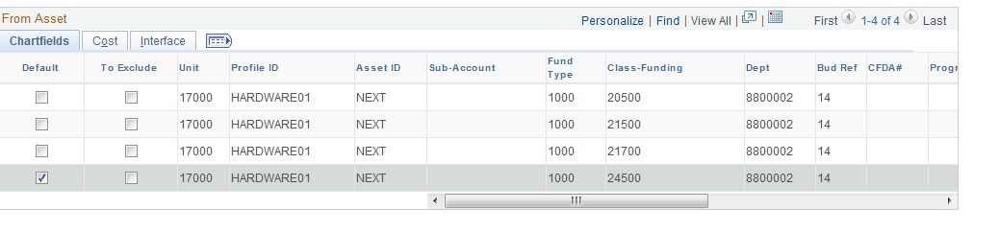 From Asset
Personalize | Find | View All | | First 1-4 of 4 Last
Chartfields Cost Interface
Default To Exclude Unit Profile ID Asset ID Sub-Account Fund Type Class-Funding Dept Bud Ref CFDA# Progr
17000 HARDWARE01 NEXT 1000 20500 8800002 14
17000 HARDWARE01 NEXT 1000 21500 8800002 14
17000 HARDWARE01 NEXT 1000 21700 8800002 14
17000 HARDWARE01 NEXT 1000 24500 8800002 14